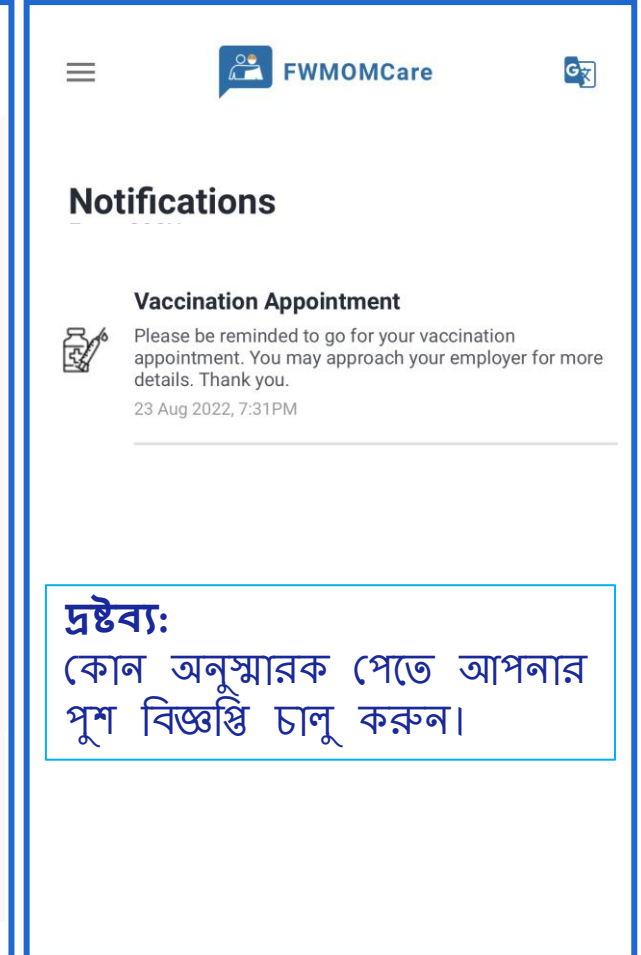 FWMOMCare
Notifications
Vaccination Appointment
Please be reminded to go for your vaccination
appointment. You may approach your employer for more
details. Thank you.
23 Aug 2022, 7:31PM
দ্রষ্টব্য:
কোন অনুস্মারক পেতে আপনার
পুশ বিজ্ঞপ্তি চালু করুন।